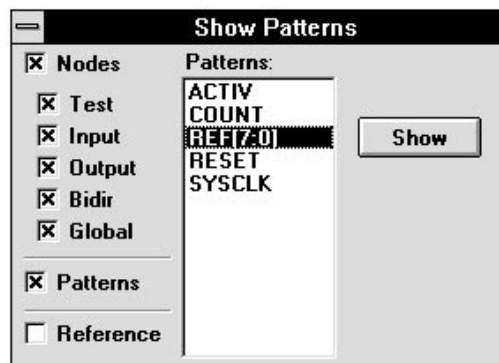 Show Patterns
Nodes
Test
Input
Output
Bidir
Global
Patterns
Reference
Patterns:
ACTIV
COUNT
REF[7:0]
RESET
SYSCLK
Show